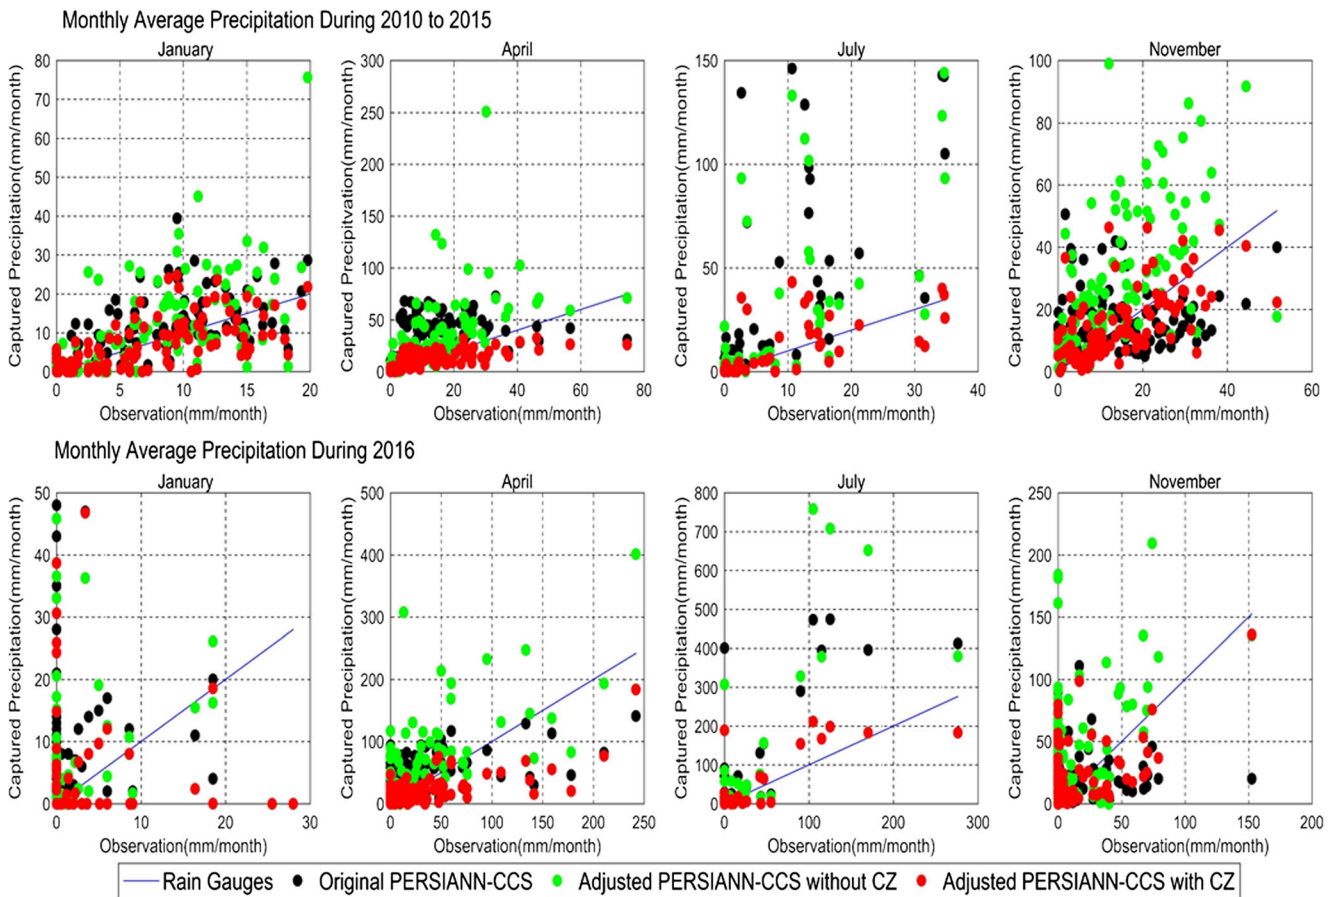 Monthly Average Precipitation During 2010 to 2015
January
April
July
November
Captured Precipitation(mm/month)
80
70
60
50
40
30
20
10
0
0 5 10 15 20
Observation(mm/month)
Captured Precitvation(mm/month)
300
250
200
150
100
50
0
0 20 40 60 80
Observation(mm/month)
Captured Precipitation(mm/month)
150
100
50
0
0 10 20 30 40
Observation(mm/month)
Captured Precipitation(mm/month)
100
80
60
40
20
0
0 20 40 60
Observation(mm/month)
Monthly Average Precipitation During 2016
January
April
July
November
Captured Precipitation(mm/month)
50
40
30
20
10
0
0 10 20 30
Observation(mm/month)
Captured Precipitation(mm/month)
500
400
300
200
100
0
0 50 100 150 200 250
Observation(mm/month)
Captured Precipitation(mm/month)
800
700
600
500
400
300
200
100
0
0 100 200 300
Observation(mm/month)
Captured Precipitation(mm/month)
250
200
150
100
50
0
0 50 100 150 200
Observation(mm/month)
Rain Gauges Original PERSIANN-CCS Adjusted PERSIANN-CCS without CZ Adjusted PERSIANN-CCS with CZ